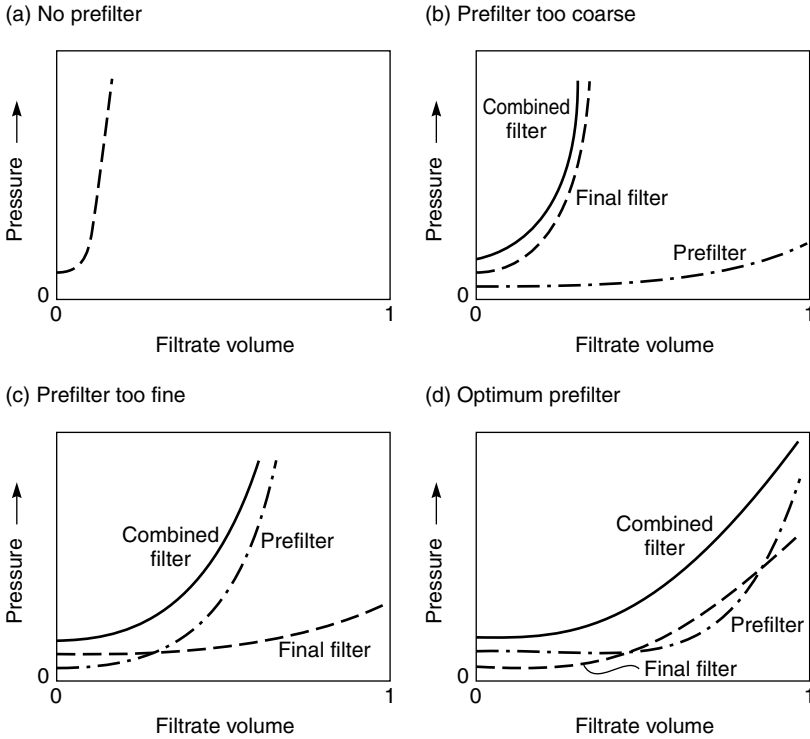 (a) No prefilter
Pressure
0
0
1
Filtrate volume
(b) Prefilter too coarse
Pressure
Combined
filter
Final filter
Prefilter
0
0
1
Filtrate volume
(c) Prefilter too fine
Pressure
Combined
filter
Prefilter
Final filter
0
0
1
Filtrate volume
(d) Optimum prefilter
Pressure
Combined
filter
Prefilter
Final filter
0
0
1
Filtrate volume